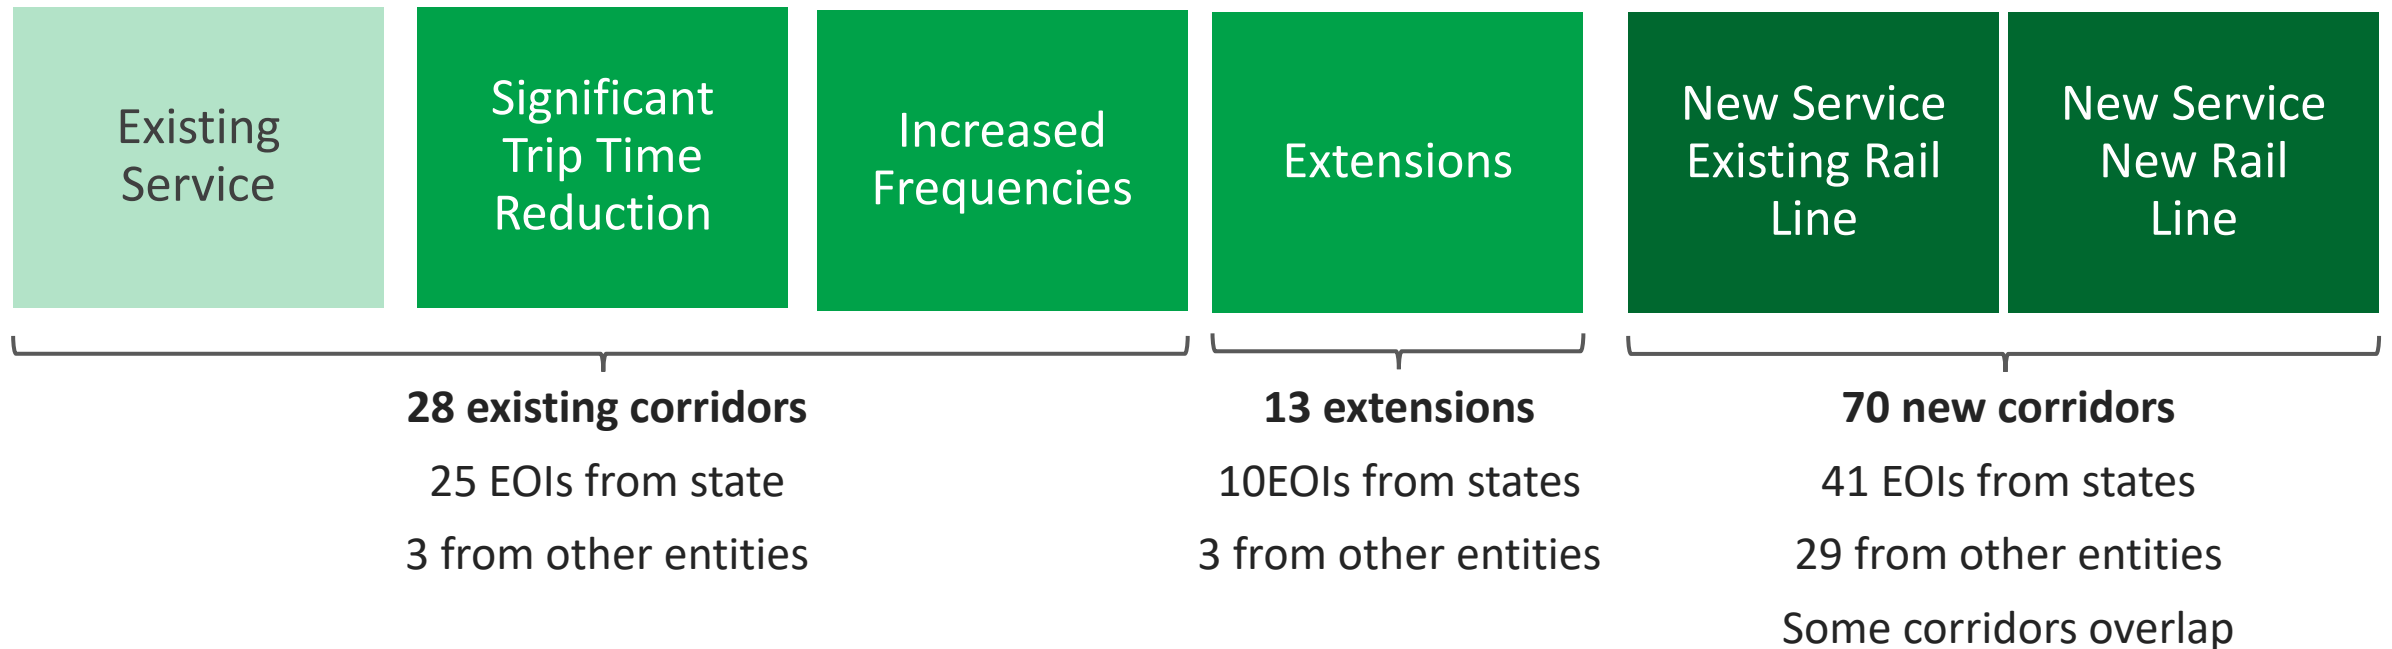 Existing
Service
Significant
Trip Time
Reduction
Increased
Frequencies
Extensions
New Service
Existing Rail
Line
New Service
New Rail
Line
28 existing corridors
25 EOIs from state
3 from other entities
13 extensions
10EOIs from states
3 from other entities
70 new corridors
41 EOIs from states
29 from other entities
Some corridors overlap